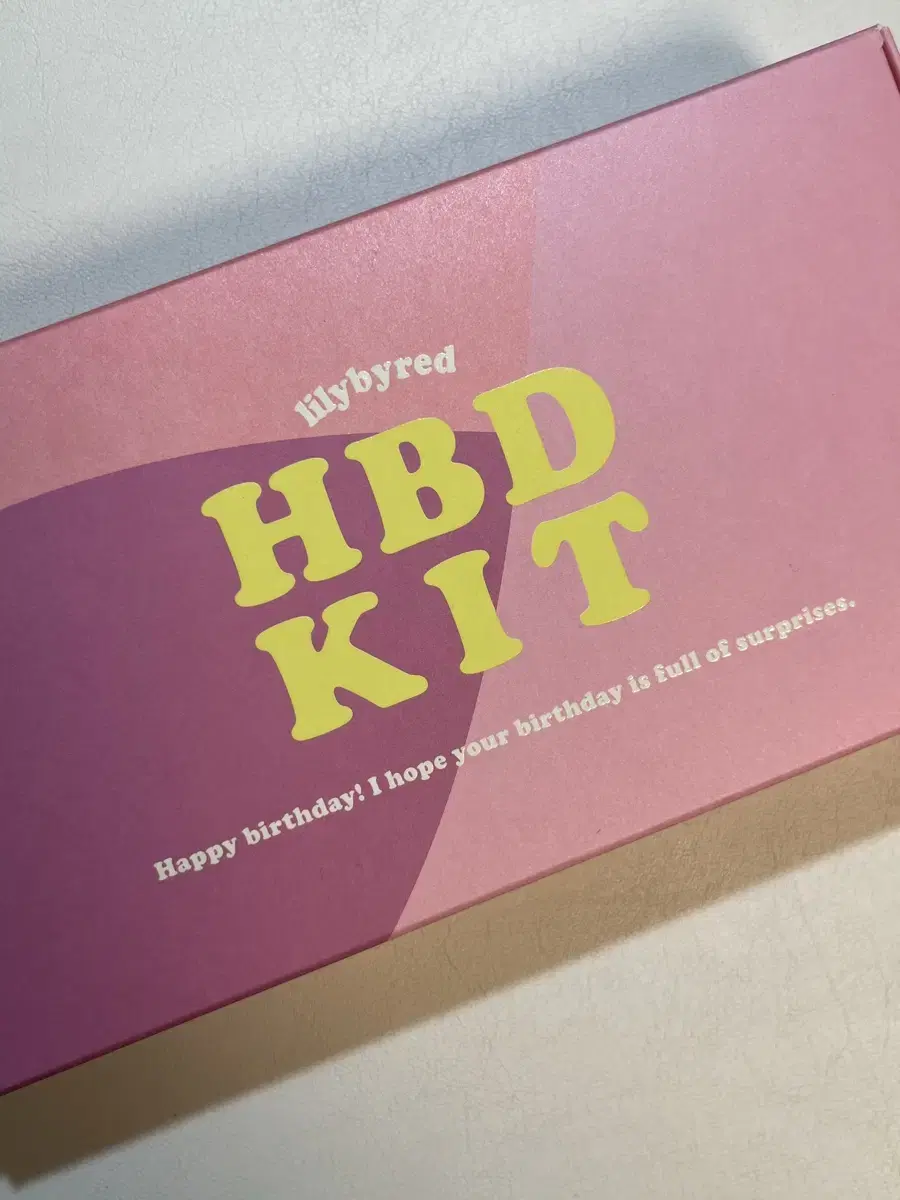 lilybyred
HBD
KIT
Happy birthday! I hope your birthday is full of surprises.